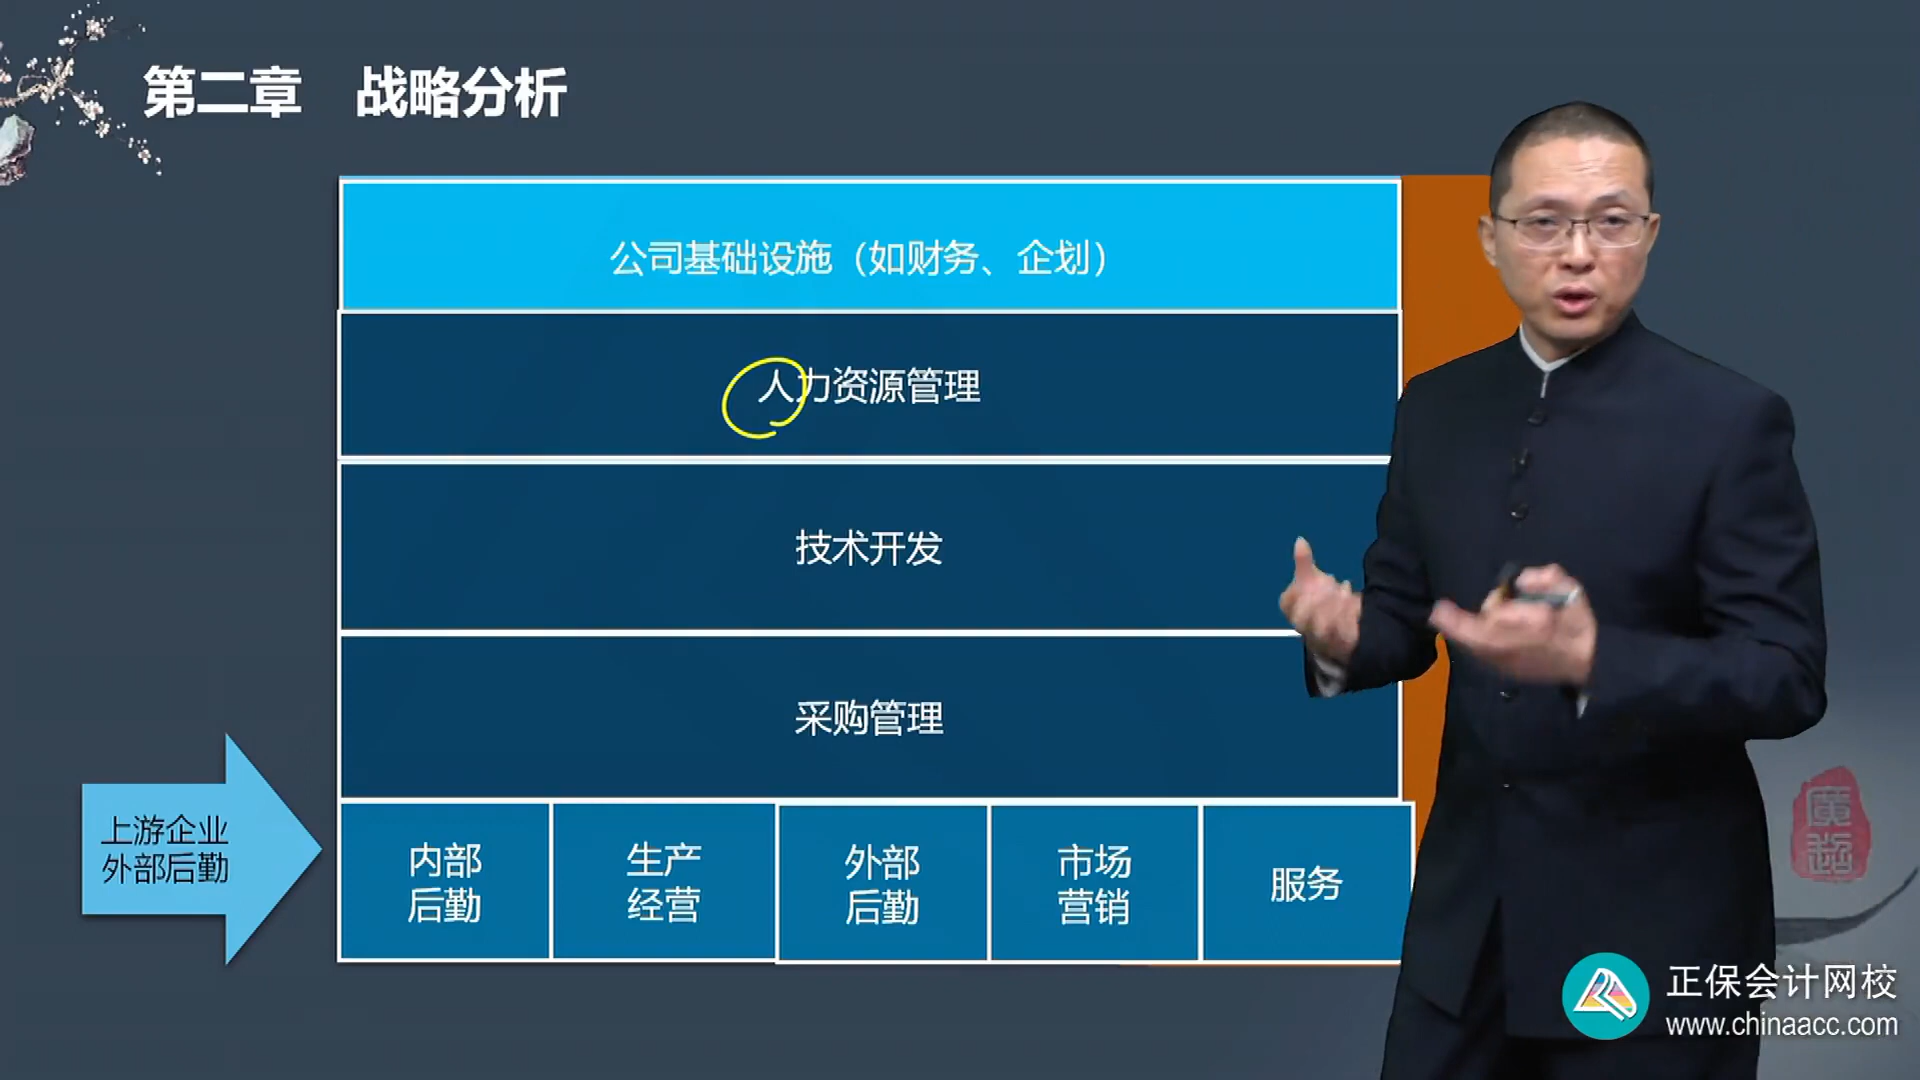 第二章 战略分析
公司基础设施（如财务、企划）
人力资源管理
技术开发
采购管理
上游企业
外部后勤
内部
后勤
生产
经营
外部
后勤
市场
营销
服务
廣超
正保会计网校
www.chinaacc.com